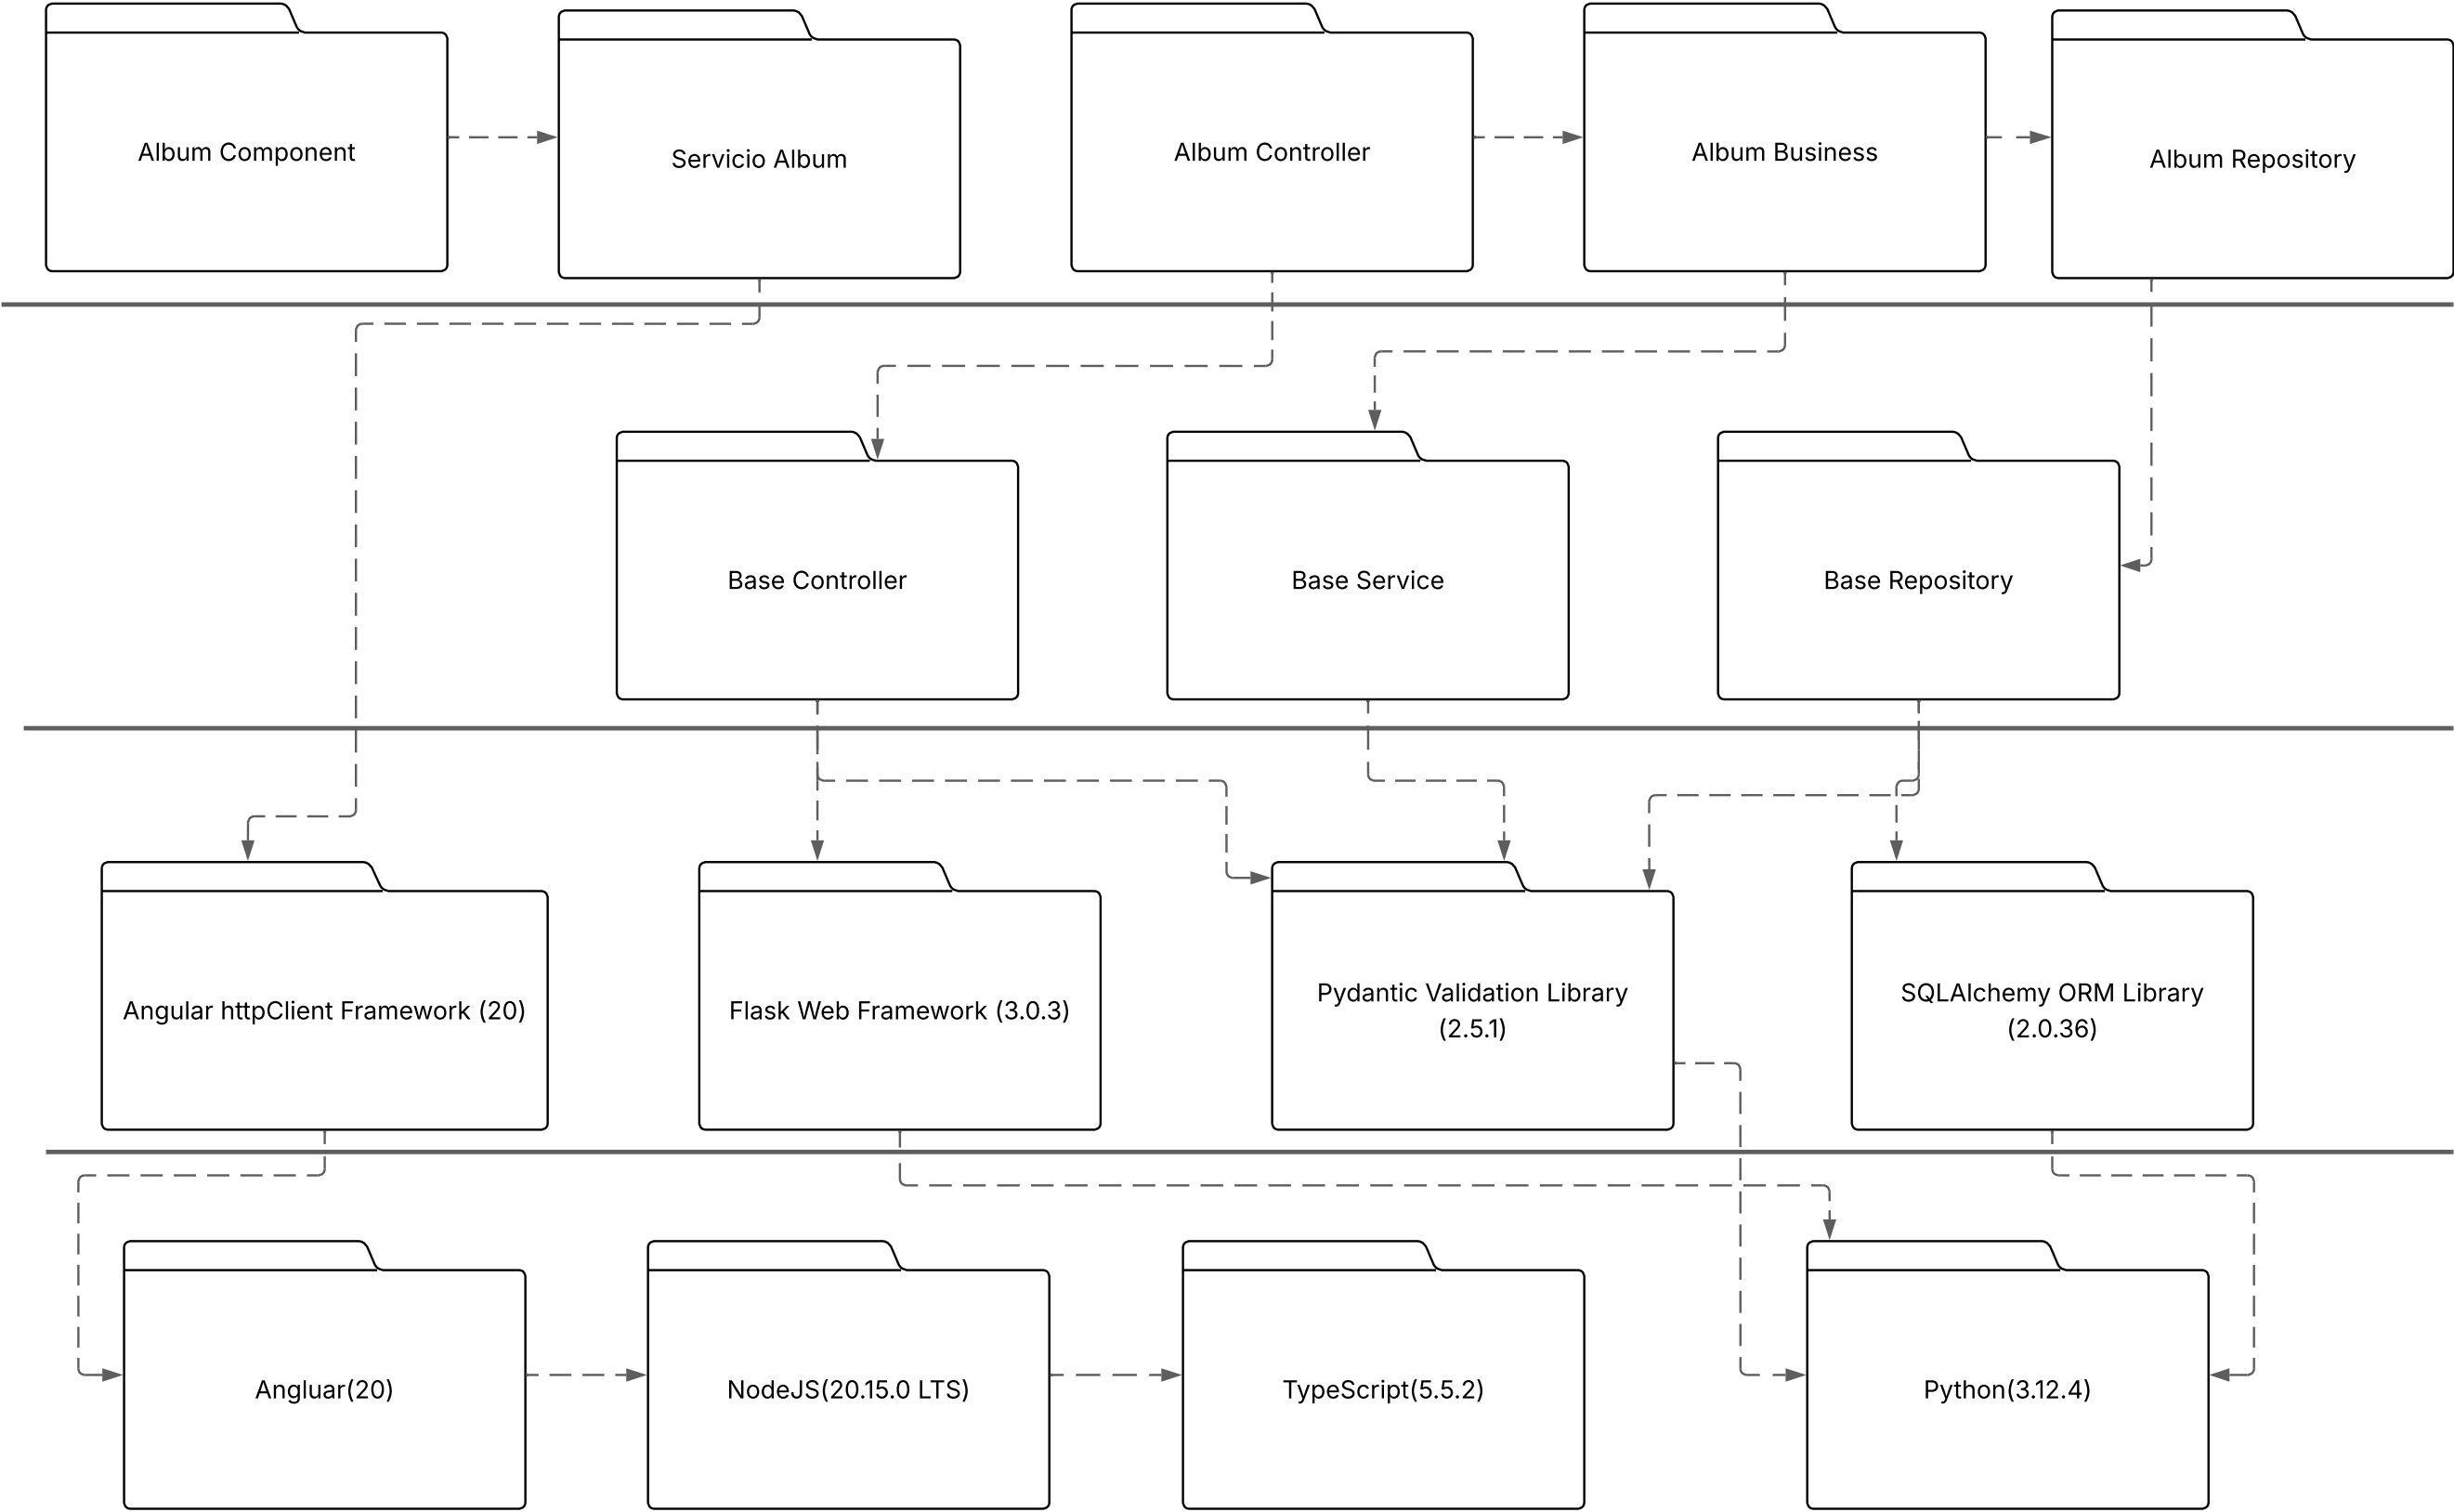 Album Component
Servicio Album
Album Controller
Album Business
Album Repository
Base Controller
Base Service
Base Repository
Angular httpClient Framework (20)
Flask Web Framework (3.0.3)
Pydantic Validation Library
(2.5.1)
SQLAlchemy ORM Library
(2.0.36)
Angluar(20)
NodeJS(20.15.0 LTS)
TypeScript(5.5.2)
Python(3.12.4)